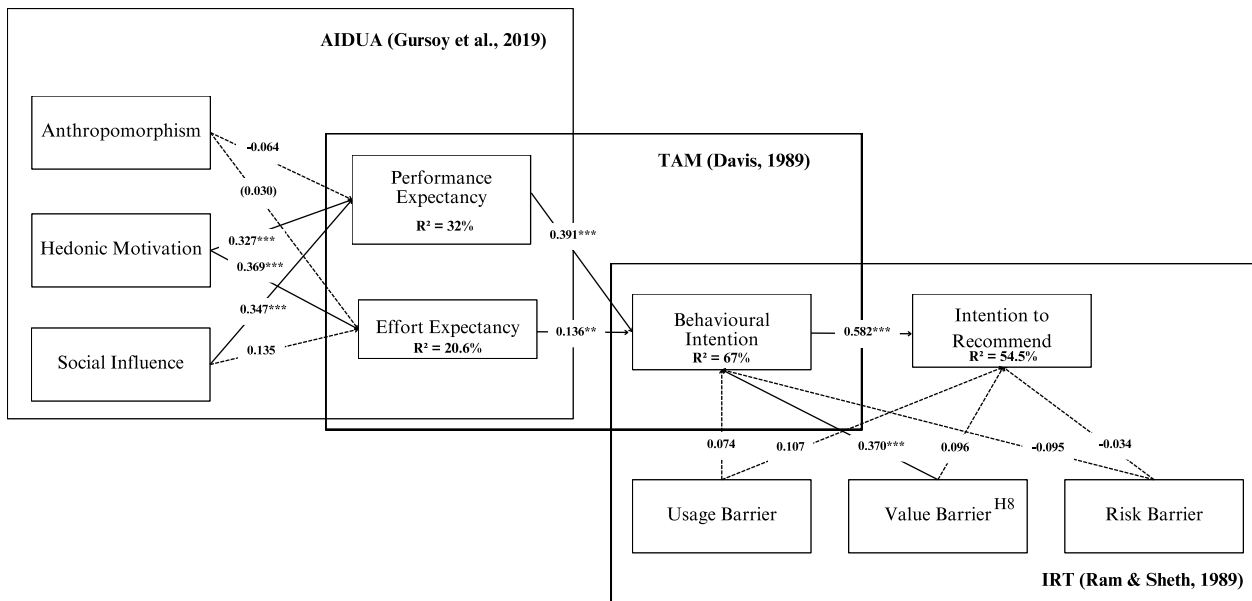 AIDUA (Gursoy et al., 2019)
Anthropomorphism
-0.064
TAM (Davis, 1989)
Performance
Expectancy
R² = 32%
(0.030)
Hedonic Motivation
0.327***
0.391***
0.369***
0.347***
Effort Expectancy
R² = 20.6%
0.136**
Behavioural
Intention
R² = 67%
0.582***
Intention to
Recommend
R² = 54.5%
Social Influence
0.135
0.074
0.107
0.370***
0.096
-0.095
-0.034
Usage Barrier
Value Barrier H8
Risk Barrier
IRT (Ram & Sheth, 1989)